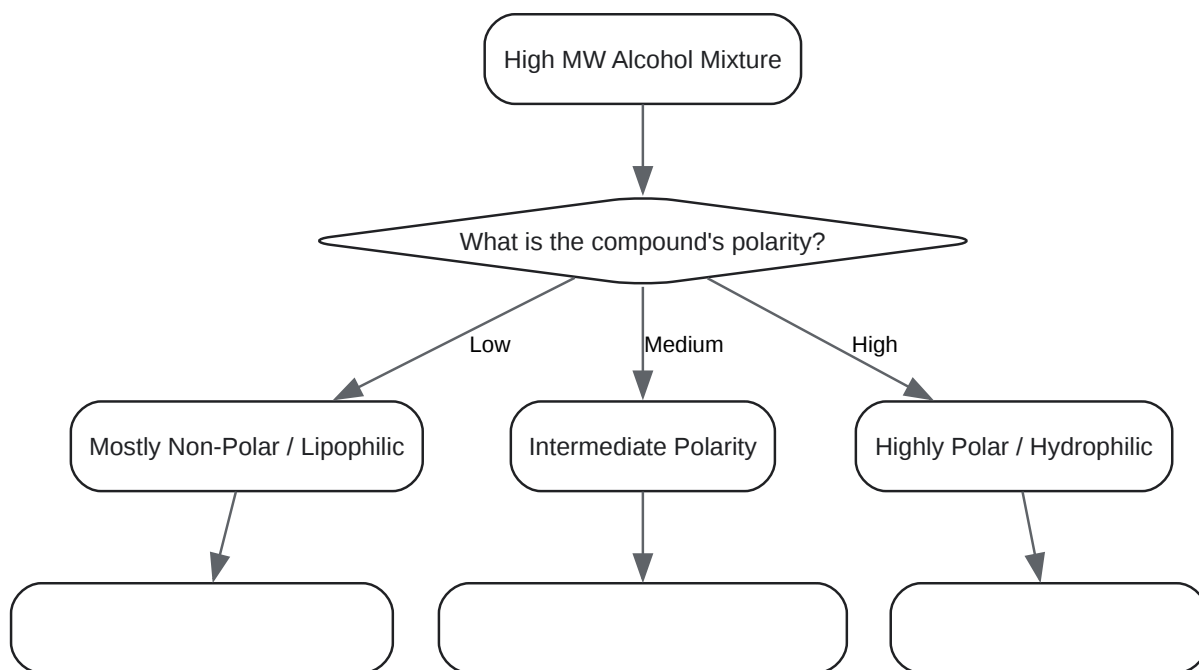 High MW Alcohol Mixture
What is the compound's polarity?
Low
Medium
High
Mostly Non-Polar / Lipophilic
Intermediate Polarity
Highly Polar / Hydrophilic